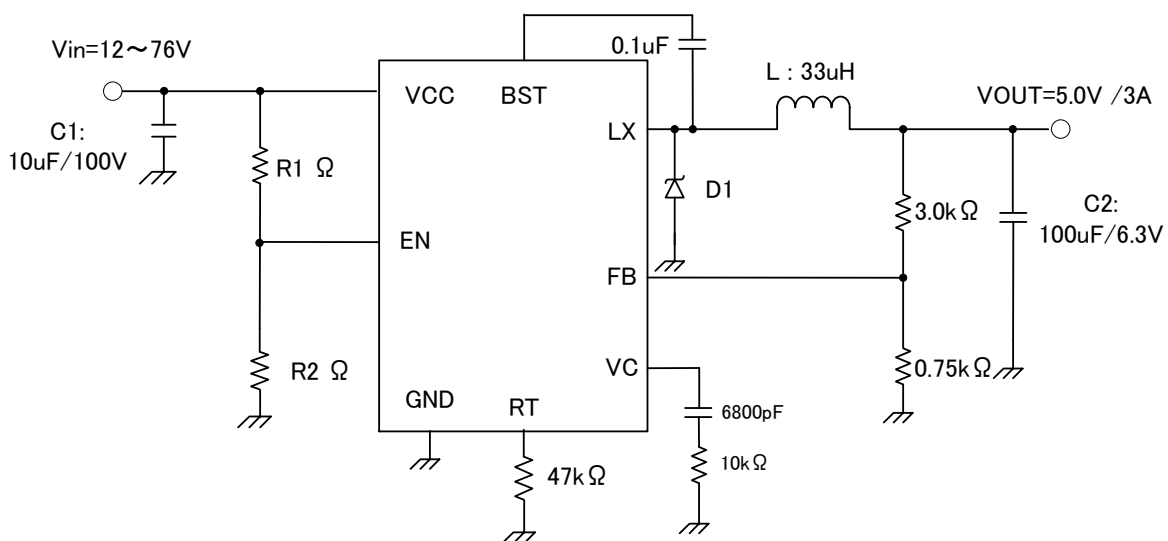 Vin=12～76V
0.1uF
L : 33uH
VOUT=5.0V /3A
VCC
BST
LX
C1:
10uF/100V
R1 Ω
D1
3.0kΩ
C2:
100uF/6.3V
EN
FB
R2 Ω
VC
0.75kΩ
GND
RT
6800pF
47kΩ
10kΩ